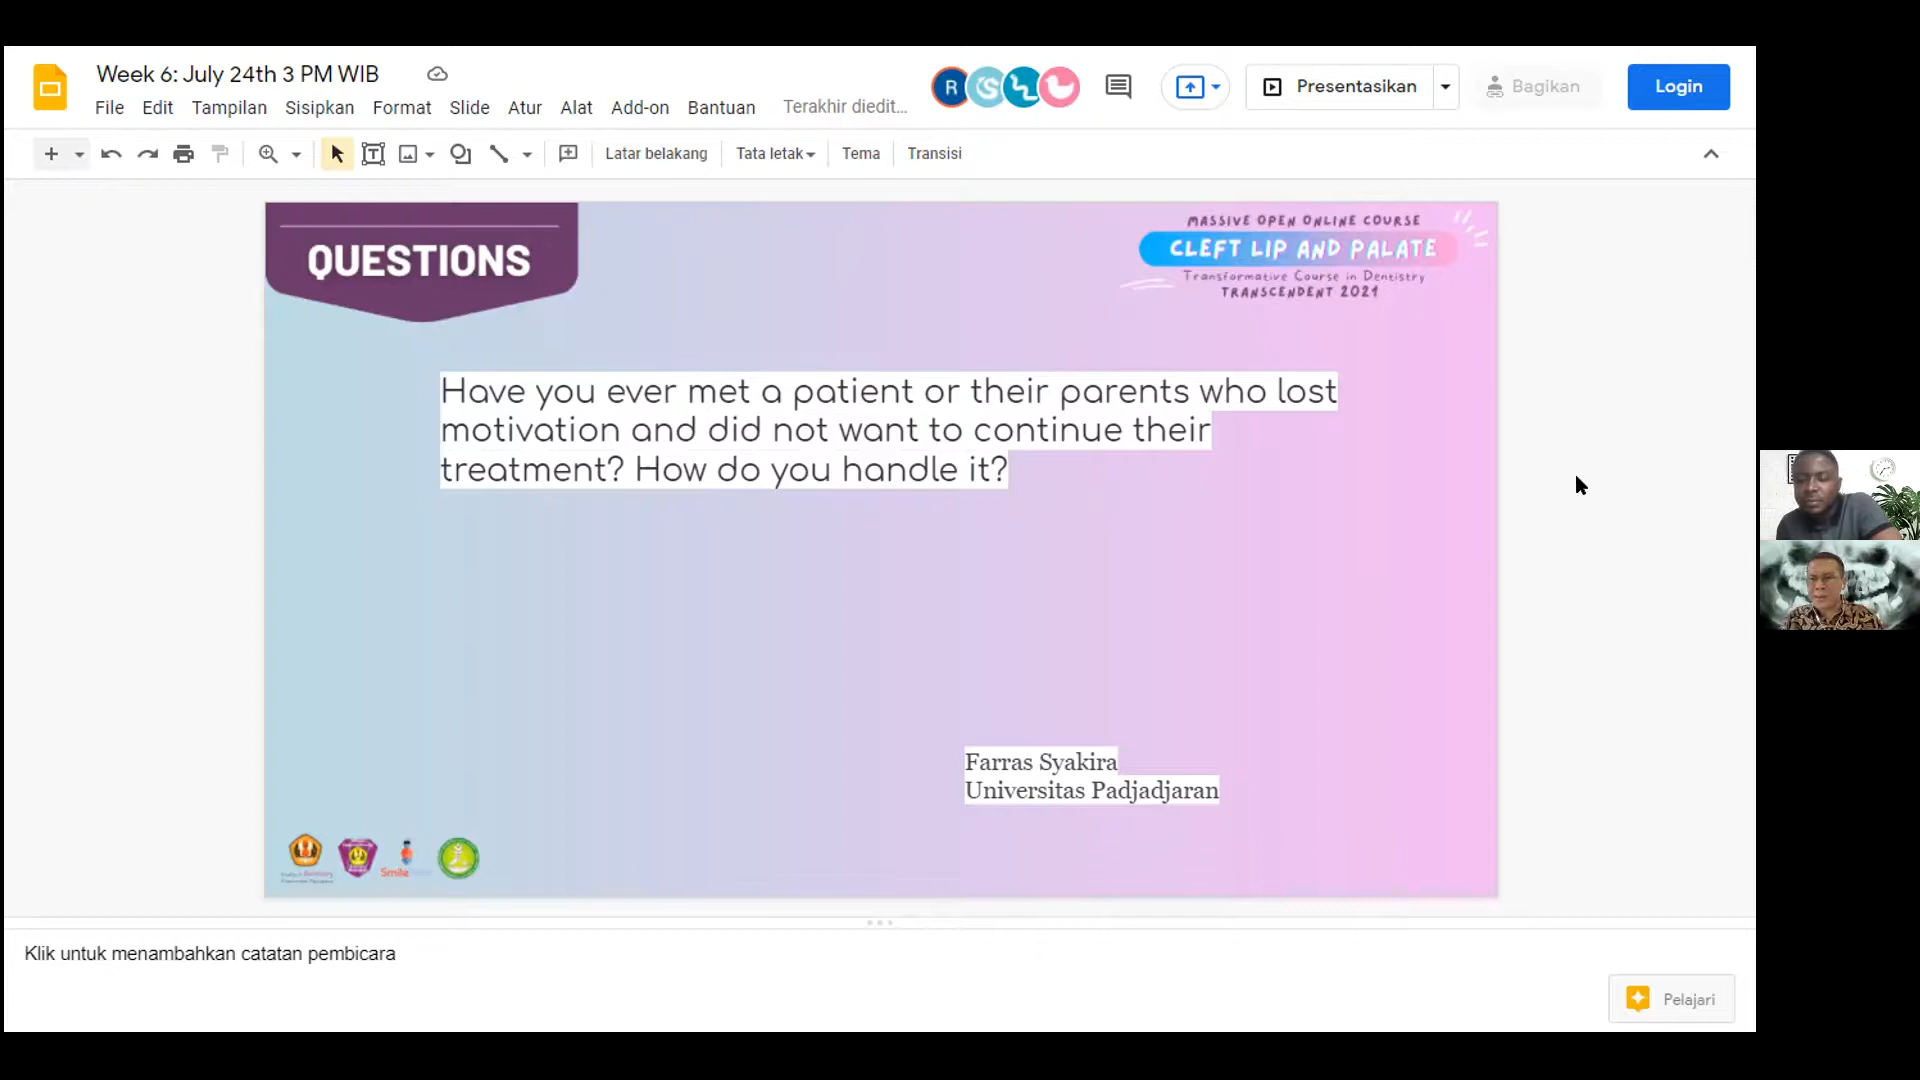 Week 6: July 24th 3 PM WIB
File Edit Tampilan Sisipkan Format Slide Atur Alat Add-on Bantuan Terakhir diedit...
R
Presentasikan
Bagikan
Login
Latar belakang Tata letak Tema Transisi
QUESTIONS
MASSIVE OPEN ONLINE COURSE
CLEFT LIP AND PALATE
Transformative Course in Dentistry
TRANSCENDENT 2021
Have you ever met a patient or their parents who lost
motivation and did not want to continue their
treatment? How do you handle it?
Farras Syakira
Universitas Padjadjaran
Smile
Klik untuk menambahkan catatan pembicara
Pelajari